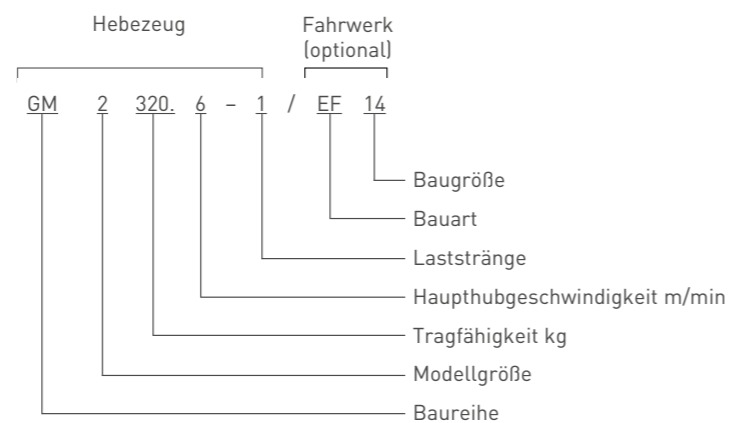 Hebezeug
Fahrwerk
(optional)
GM 2 320. 6 – 1 / EF 14
Baugröße
Bauart
Laststränge
Haupthubgeschwindigkeit m/min
Tragfähigkeit kg
Modellgröße
Baureihe